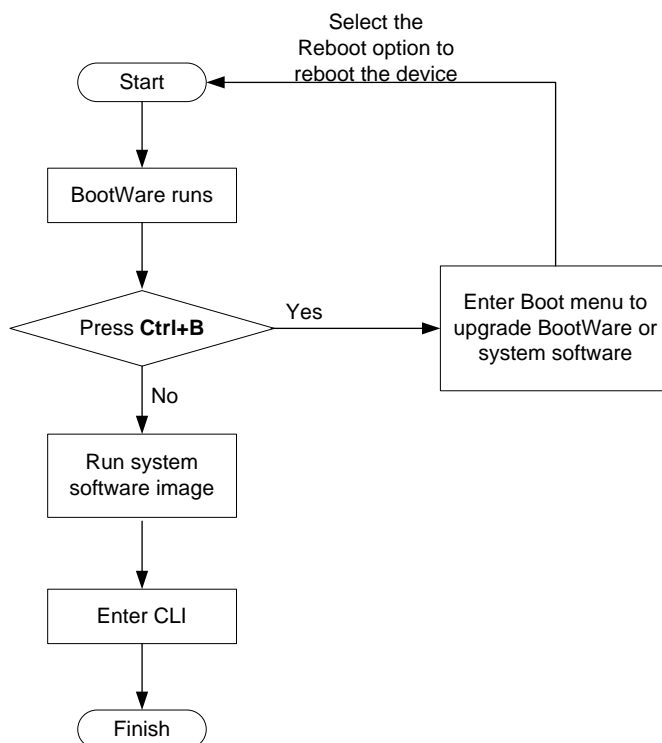 Select the
Reboot option to
reboot the device
Start
BootWare runs
Press Ctrl+B
Yes
Enter Boot menu to
upgrade BootWare or
system software
No
Run system
software image
Enter CLI
Finish